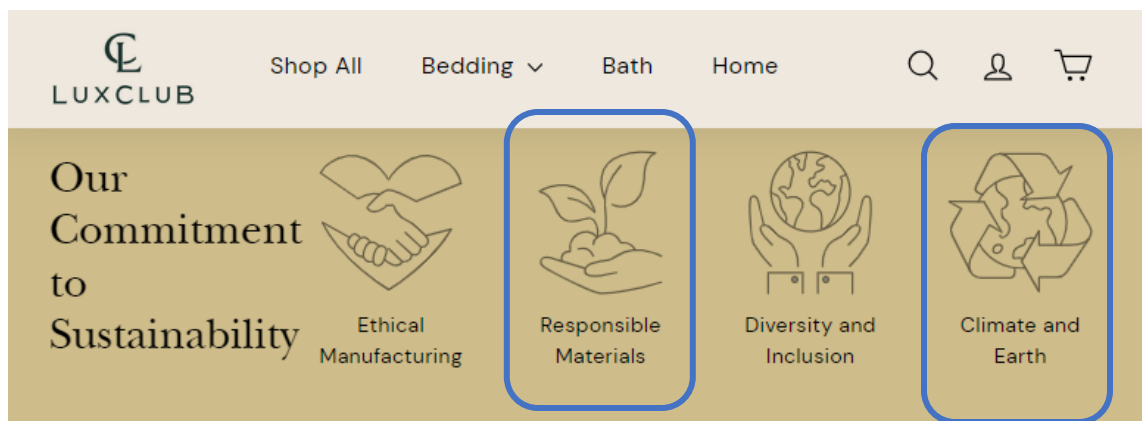 CL
LUXCLUB
Shop All
Bedding
Bath
Home
Our
Commitment
to
Sustainability
Ethical
Manufacturing
Responsible
Materials
Diversity and
Inclusion
Climate and
Earth